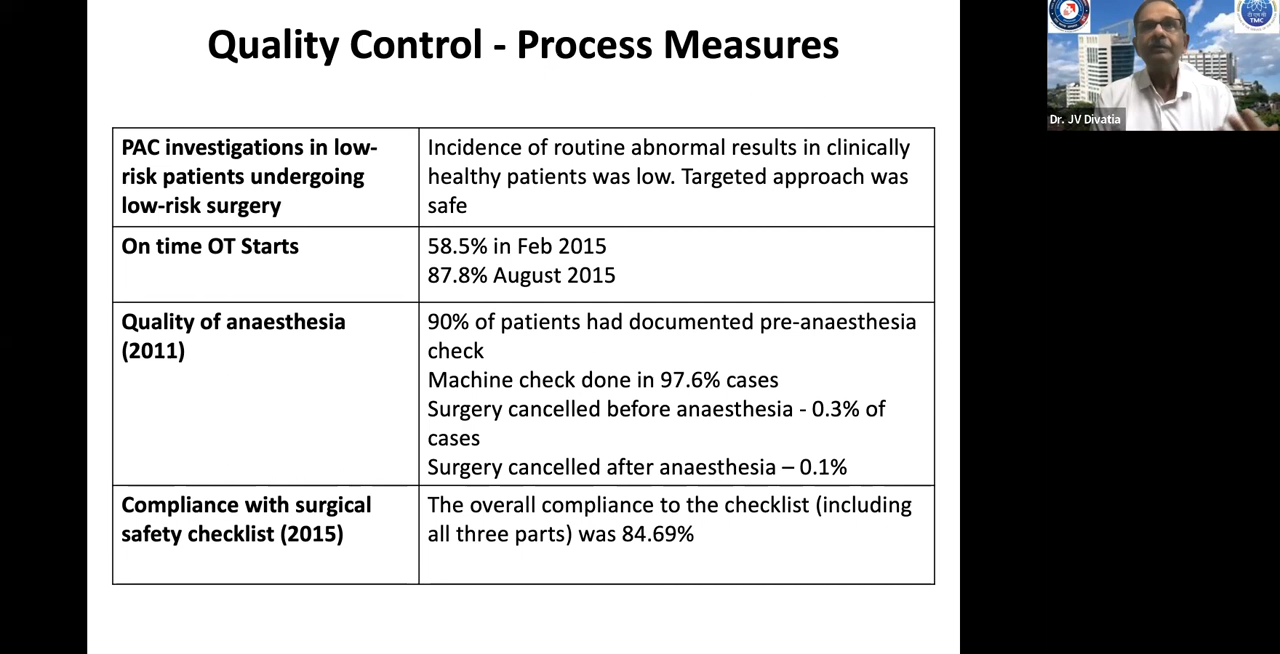 Quality Control - Process Measures
PAC investigations in low-
risk patients undergoing
low-risk surgery
Incidence of routine abnormal results in clinically
healthy patients was low. Targeted approach was
safe
On time OT Starts
58.5% in Feb 2015
87.8% August 2015
Quality of anaesthesia
(2011)
90% of patients had documented pre-anaesthesia
check
Machine check done in 97.6% cases
Surgery cancelled before anaesthesia - 0.3% of
cases
Surgery cancelled after anaesthesia – 0.1%
Compliance with surgical
safety checklist (2015)
The overall compliance to the checklist (including
all three parts) was 84.69%
TMC
Dr. JV Divatia